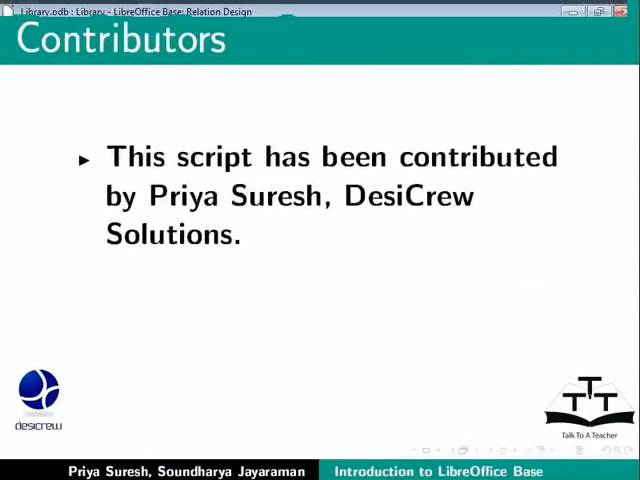 Library.odb : Library - LibreOffice Base: Relation Design
Contributors
This script has been contributed
by Priya Suresh, DesiCrew
Solutions.
desicrew
T T T
Talk To A Teacher
Priya Suresh, Soundharya Jayaraman
Introduction to LibreOffice Base